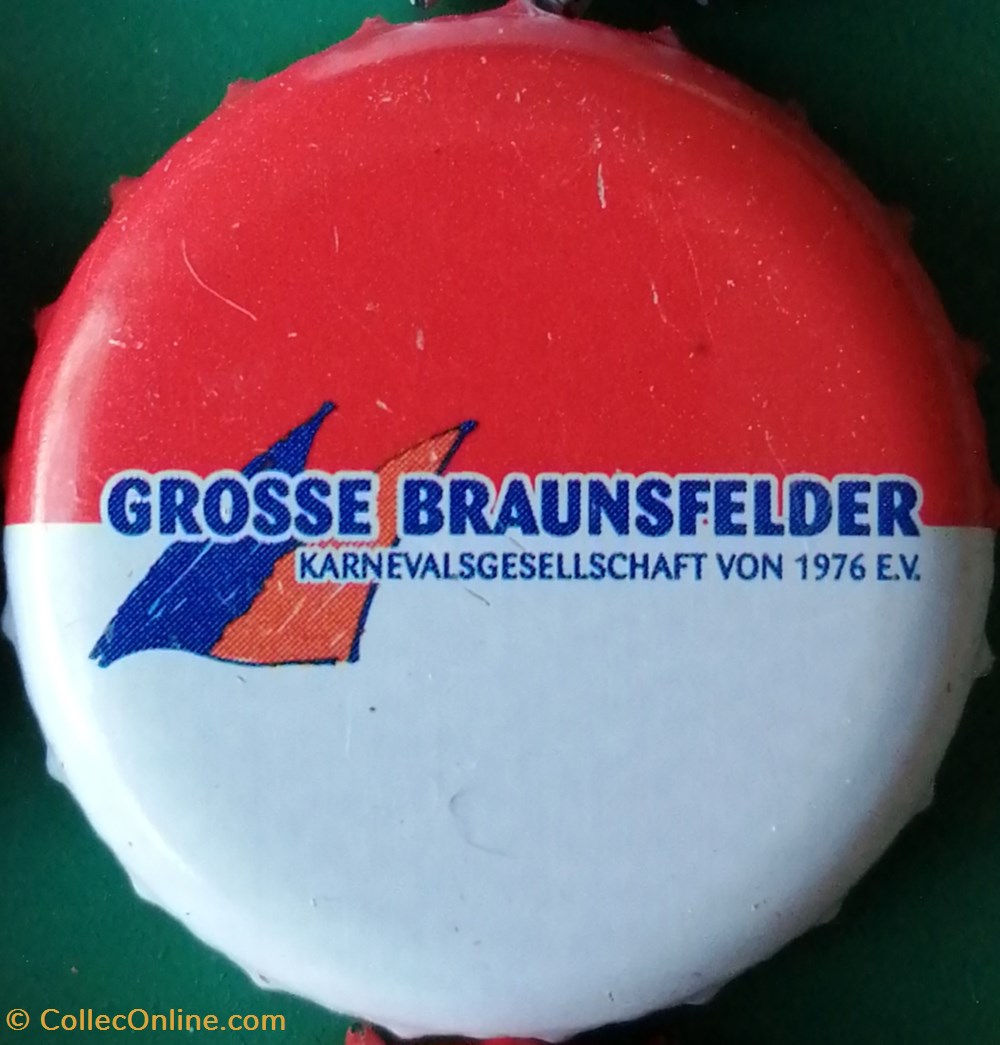 GROSSE BRAUNSFELDER
KARNEVALSGESELLSCHAFT VON 1976 E.V.
© CollecOnline.com